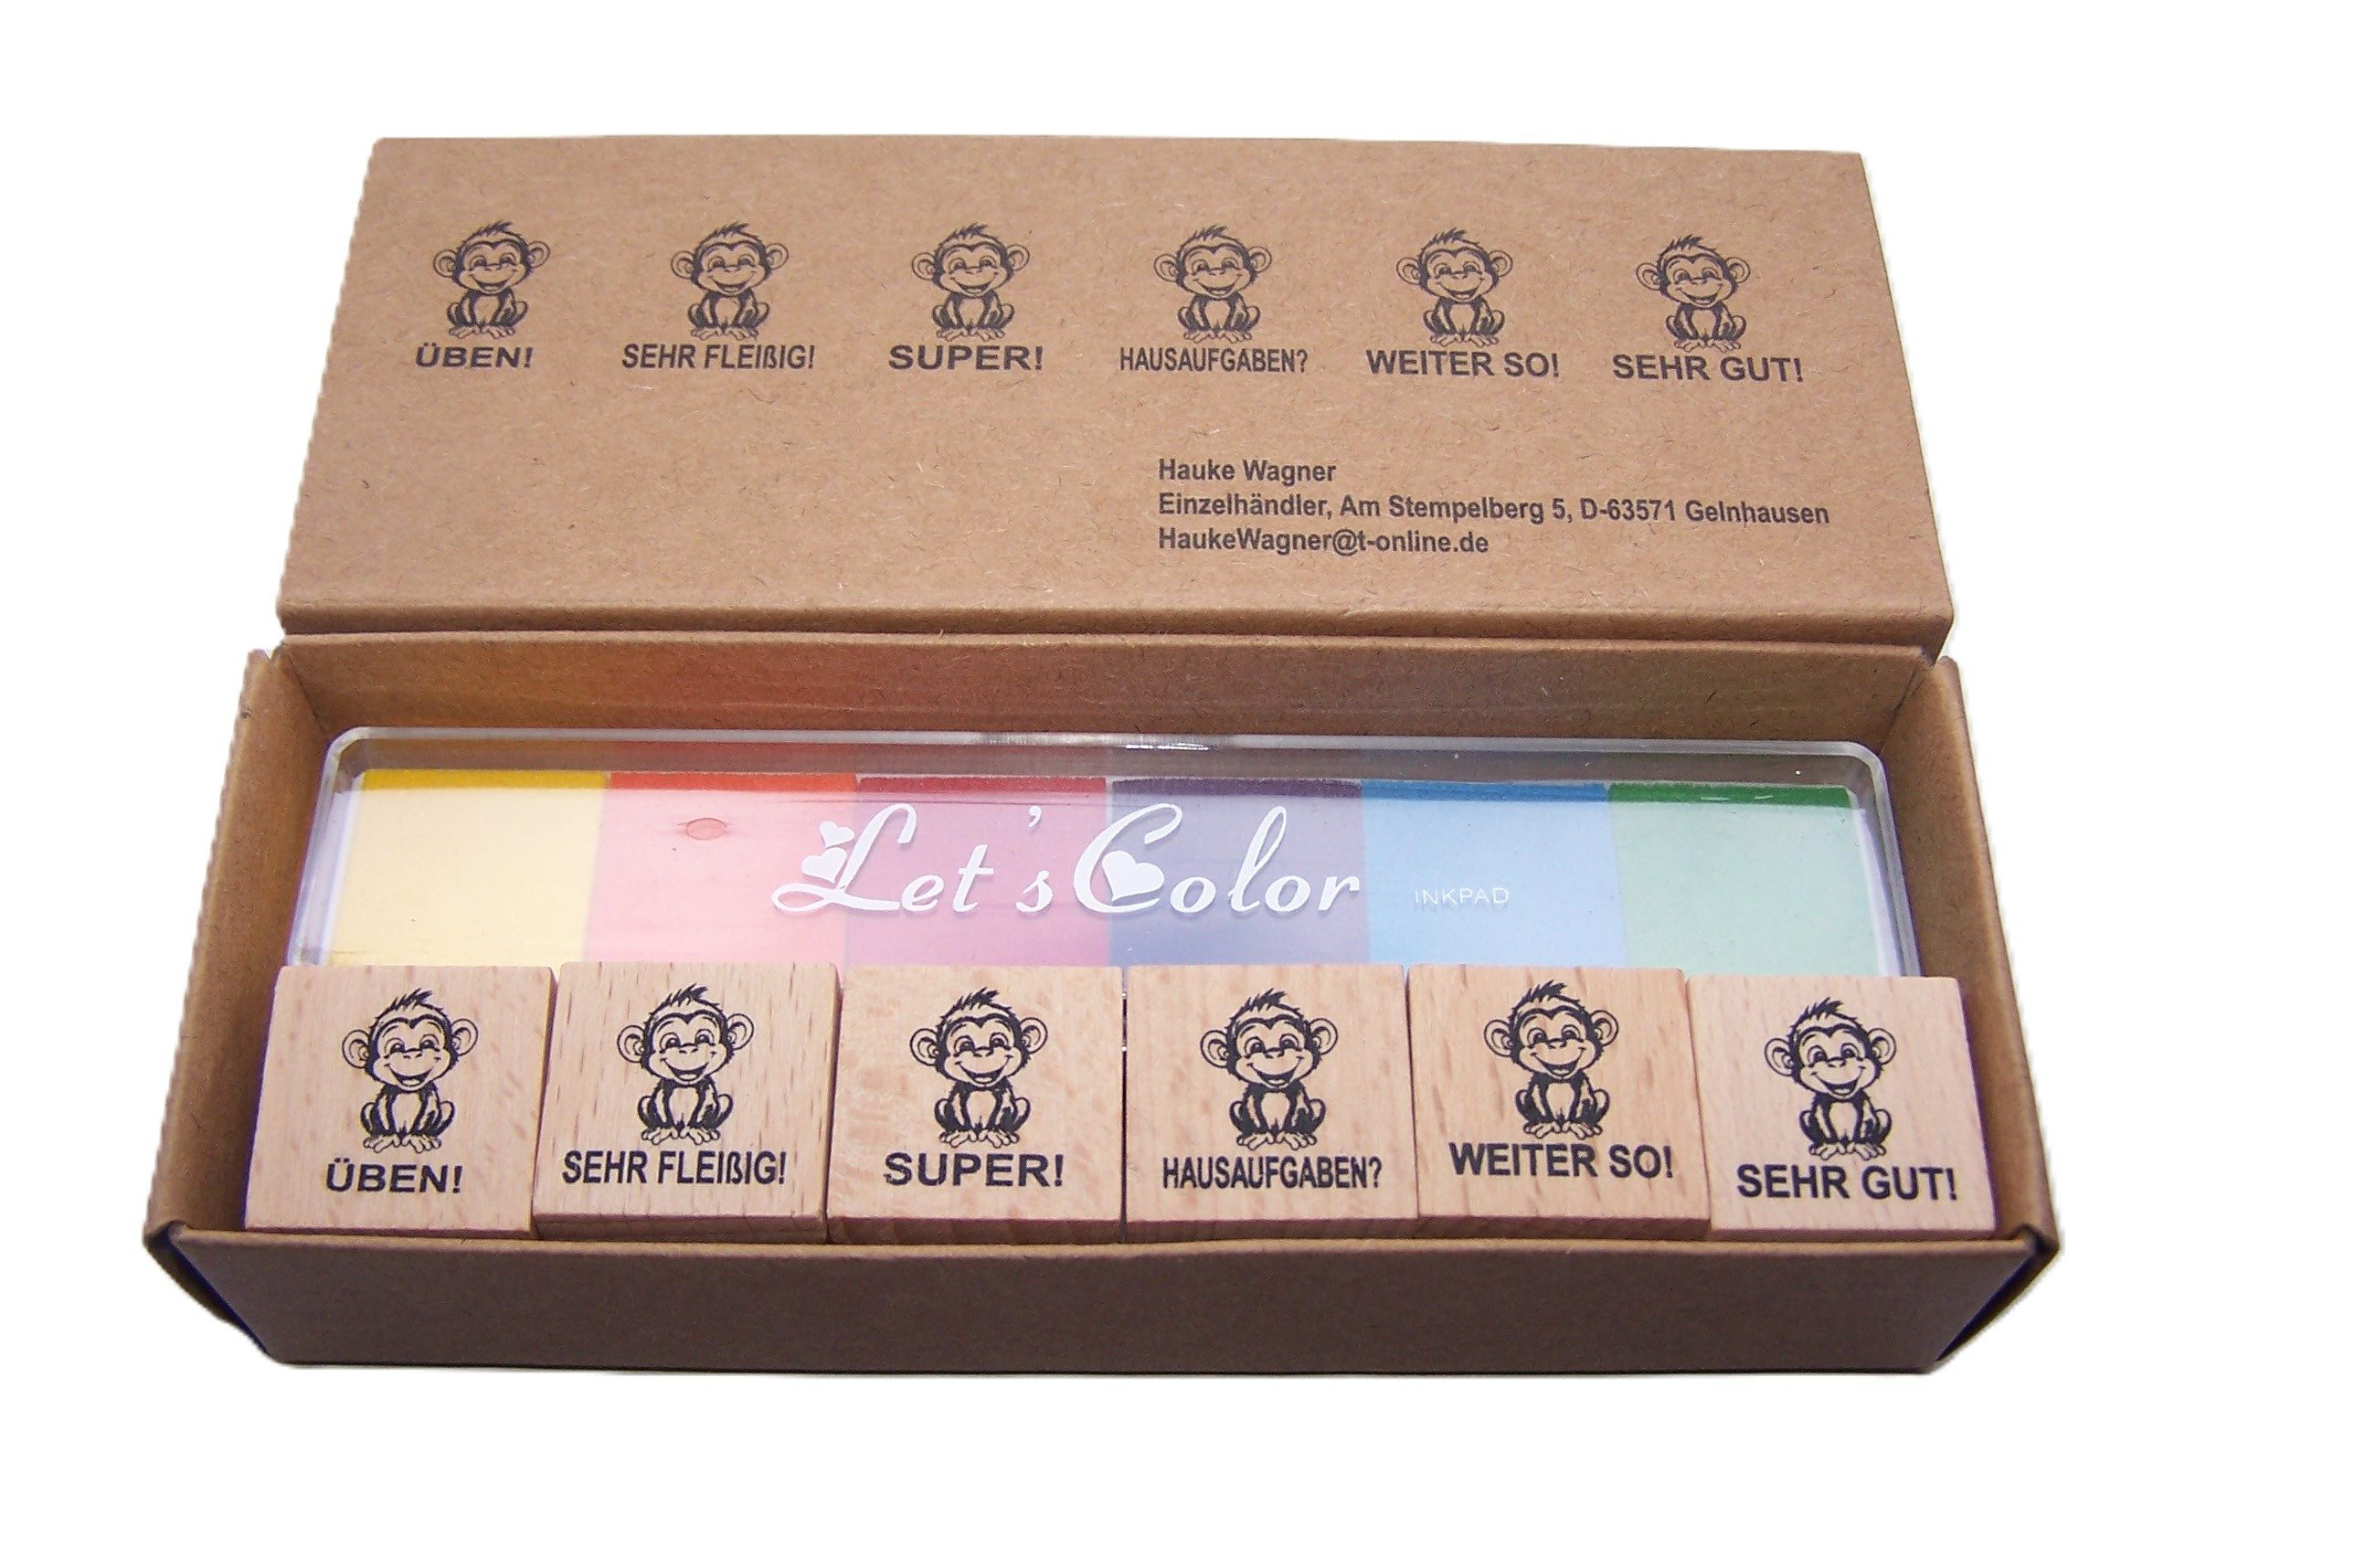 ÜBEN!
SEHR FLEIßIG!
SUPER!
HAUSAUFGABEN?
WEITER SO!
SEHR GUT!
Hauke Wagner
Einzelhändler, Am Stempelberg 5, D-63571 Gelnhausen
HaukeWagner@t-online.de
Let's Color INKPAD
ÜBEN!
SEHR FLEIßIG!
SUPER!
HAUSAUFGABEN?
WEITER SO!
SEHR GUT!